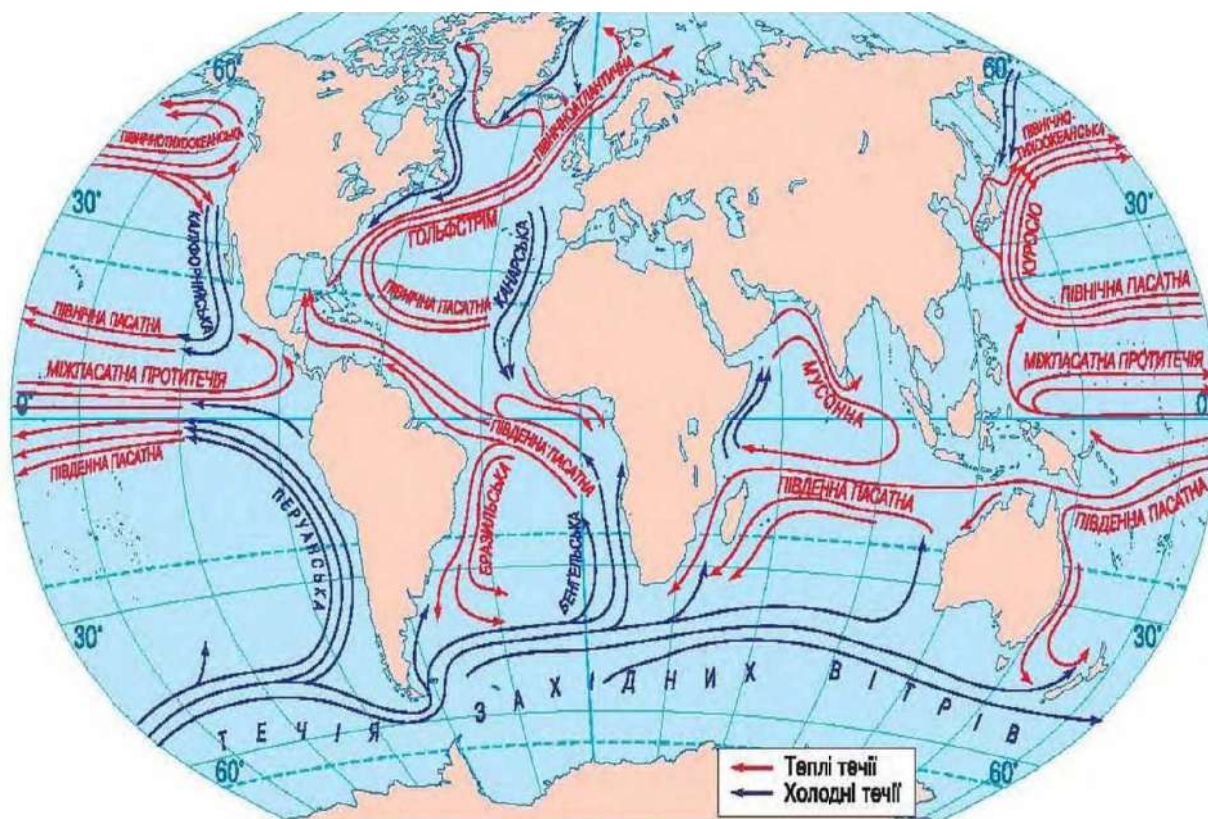 60°
60°
ПІВНІЧНОАТЛАНТИЧНА
ПІВНІЧНОТИХООКЕАНСЬКА
ПІВНІЧНО-
ТИХООКЕАНСЬКА
30°
30°
ГОЛЬФСТРІМ
КАЛІФОРНІЙСЬКА
КАНАРСЬКА
КУРОСІО
ПІВНІЧНА ПАСАТНА
ПІВНІЧНА ПАСАТНА
ПІВНІЧНА ПАСАТНА
МІЖПАСАТНА ПРОТИТЕЧІЯ
МІЖПАСАТНА ПРОТИТЕЧІЯ
МУСОННА
0°
0°
ПІВДЕННА ПАСАТНА
ПІВДЕННА ПАСАТНА
ПІВДЕННА ПАСАТНА
ПІВДЕННА ПАСАТНА
ПЕРУАНСЬКА
БРАЗИЛЬСЬКА
БЕНГЕЛЬСЬКА
30°
30°
ТЕЧІЯ ЗАХІДНИХ ВІТРІВ
60°
60°
Теплі течії
Холодні течії